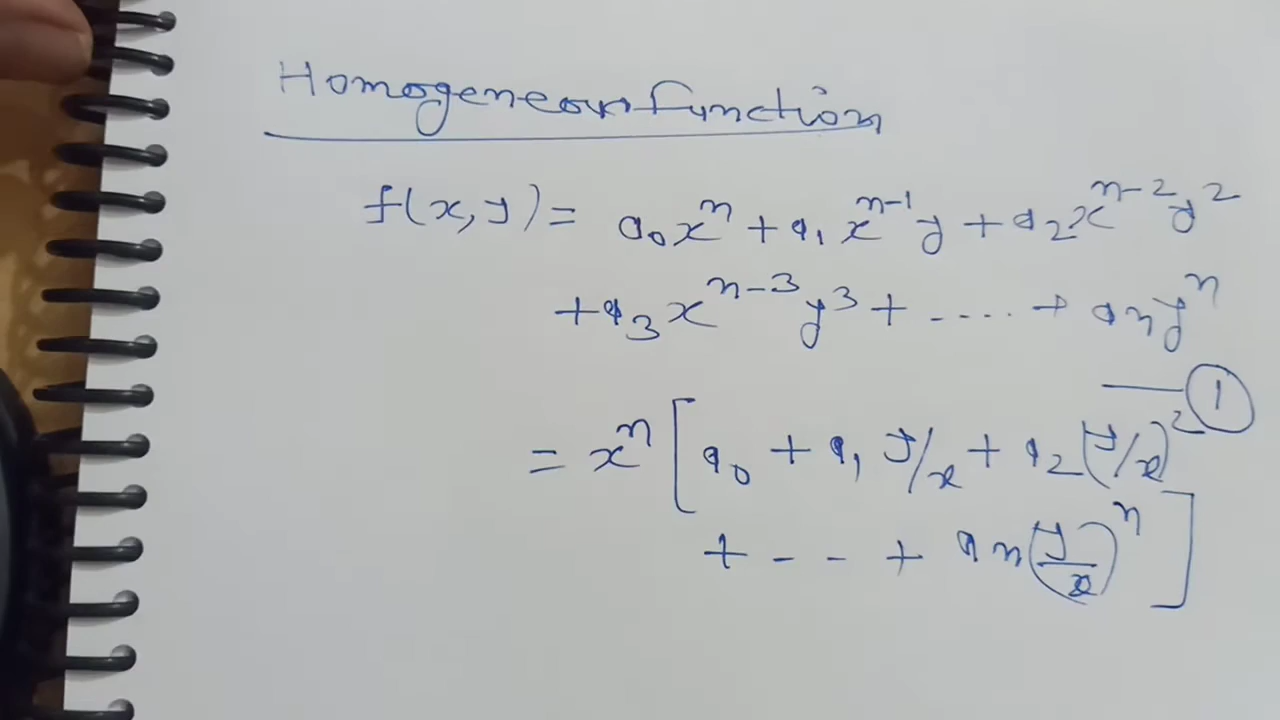 Homogeneous function
f(x,y) = a₀xⁿ + a₁xⁿ⁻¹y + a₂xⁿ⁻²y²
+ a₃xⁿ⁻³y³ + ..... + aₙyⁿ
— ①
= xⁿ [ a₀ + a₁ y/x + a₂ (y/x)²
+ - - + aₙ (y/x)ⁿ ]